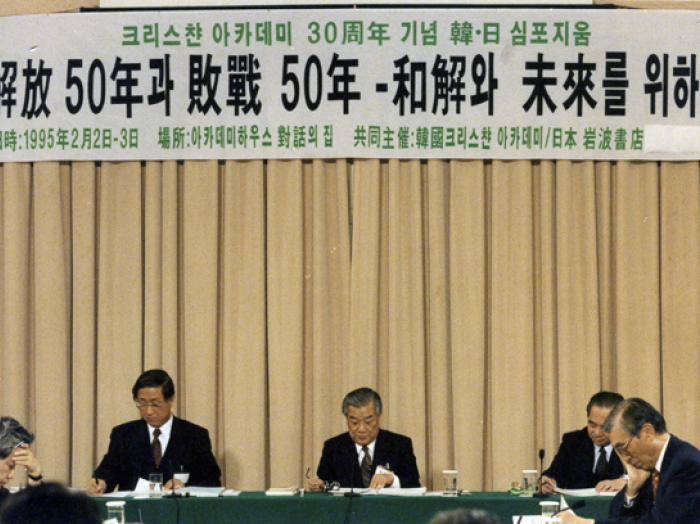 크리스챤 아카데미 30周年 기념 韓·日 심포지움
解放 50年과 敗戰 50年 - 和解와 未來를 위하
時:1995年2月2日-3日 場所:아카데미하우스 對話의 집 共同主催:韓國크리스챤 아카데미/日本 岩波書店